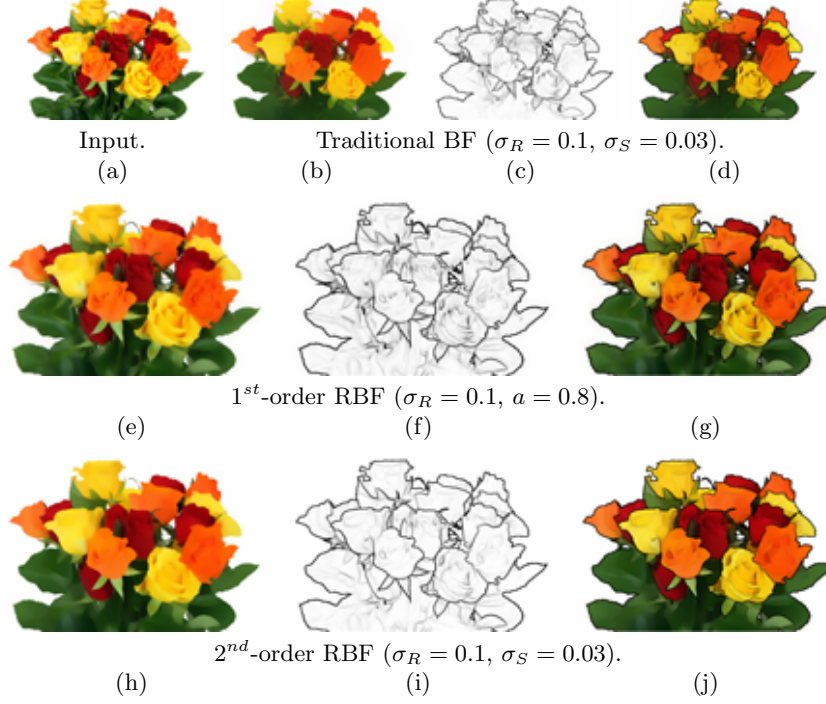 Input. Traditional BF (σ_R = 0.1, σ_S = 0.03).
(a) (b) (c) (d)
1^{st}-order RBF (σ_R = 0.1, a = 0.8).
(e) (f) (g)
2^{nd}-order RBF (σ_R = 0.1, σ_S = 0.03).
(h) (i) (j)